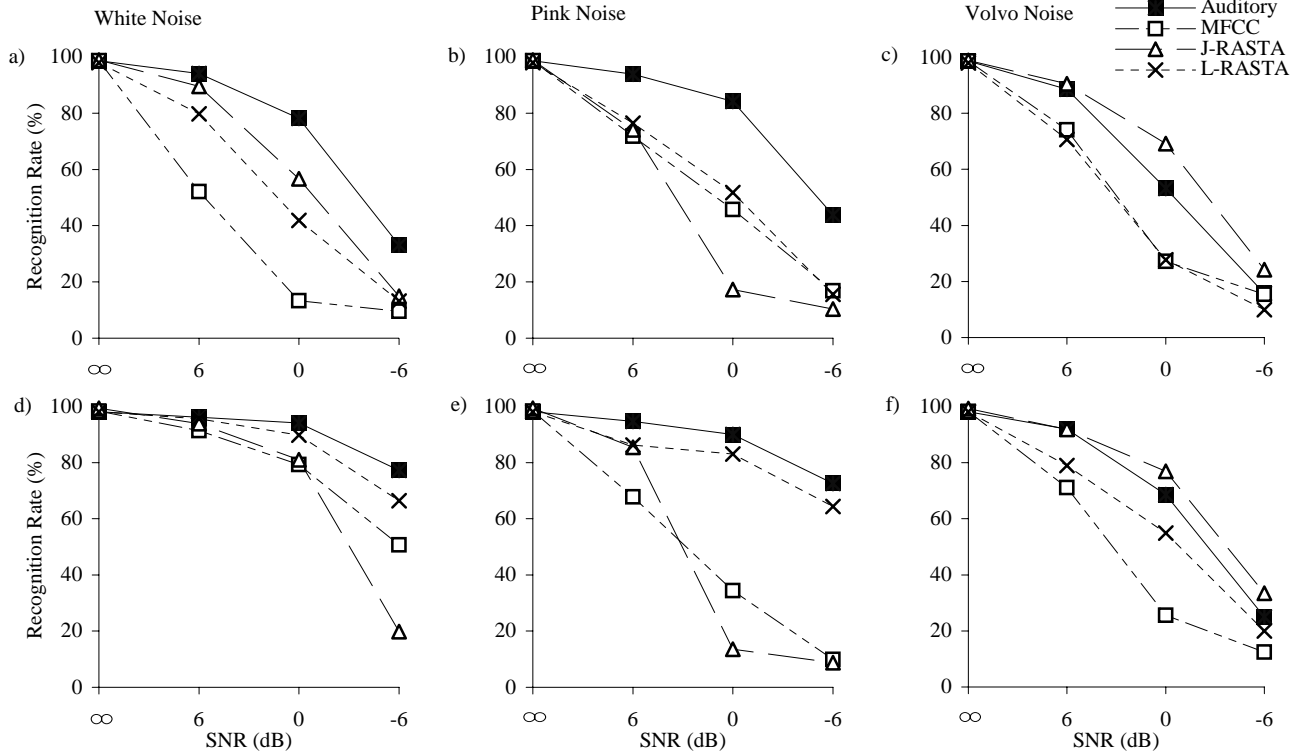 White Noise
Pink Noise
Volvo Noise
Auditory
MFCC
J-RASTA
L-RASTA
a)
100
80
60
40
20
0
Recognition Rate (%)
∞ 6 0 -6
b)
100
80
60
40
20
0
∞ 6 0 -6
c)
100
80
60
40
20
0
∞ 6 0 -6
d)
100
80
60
40
20
0
Recognition Rate (%)
∞ 6 0 -6
SNR (dB)
e)
100
80
60
40
20
0
∞ 6 0 -6
SNR (dB)
f)
100
80
60
40
20
0
∞ 6 0 -6
SNR (dB)